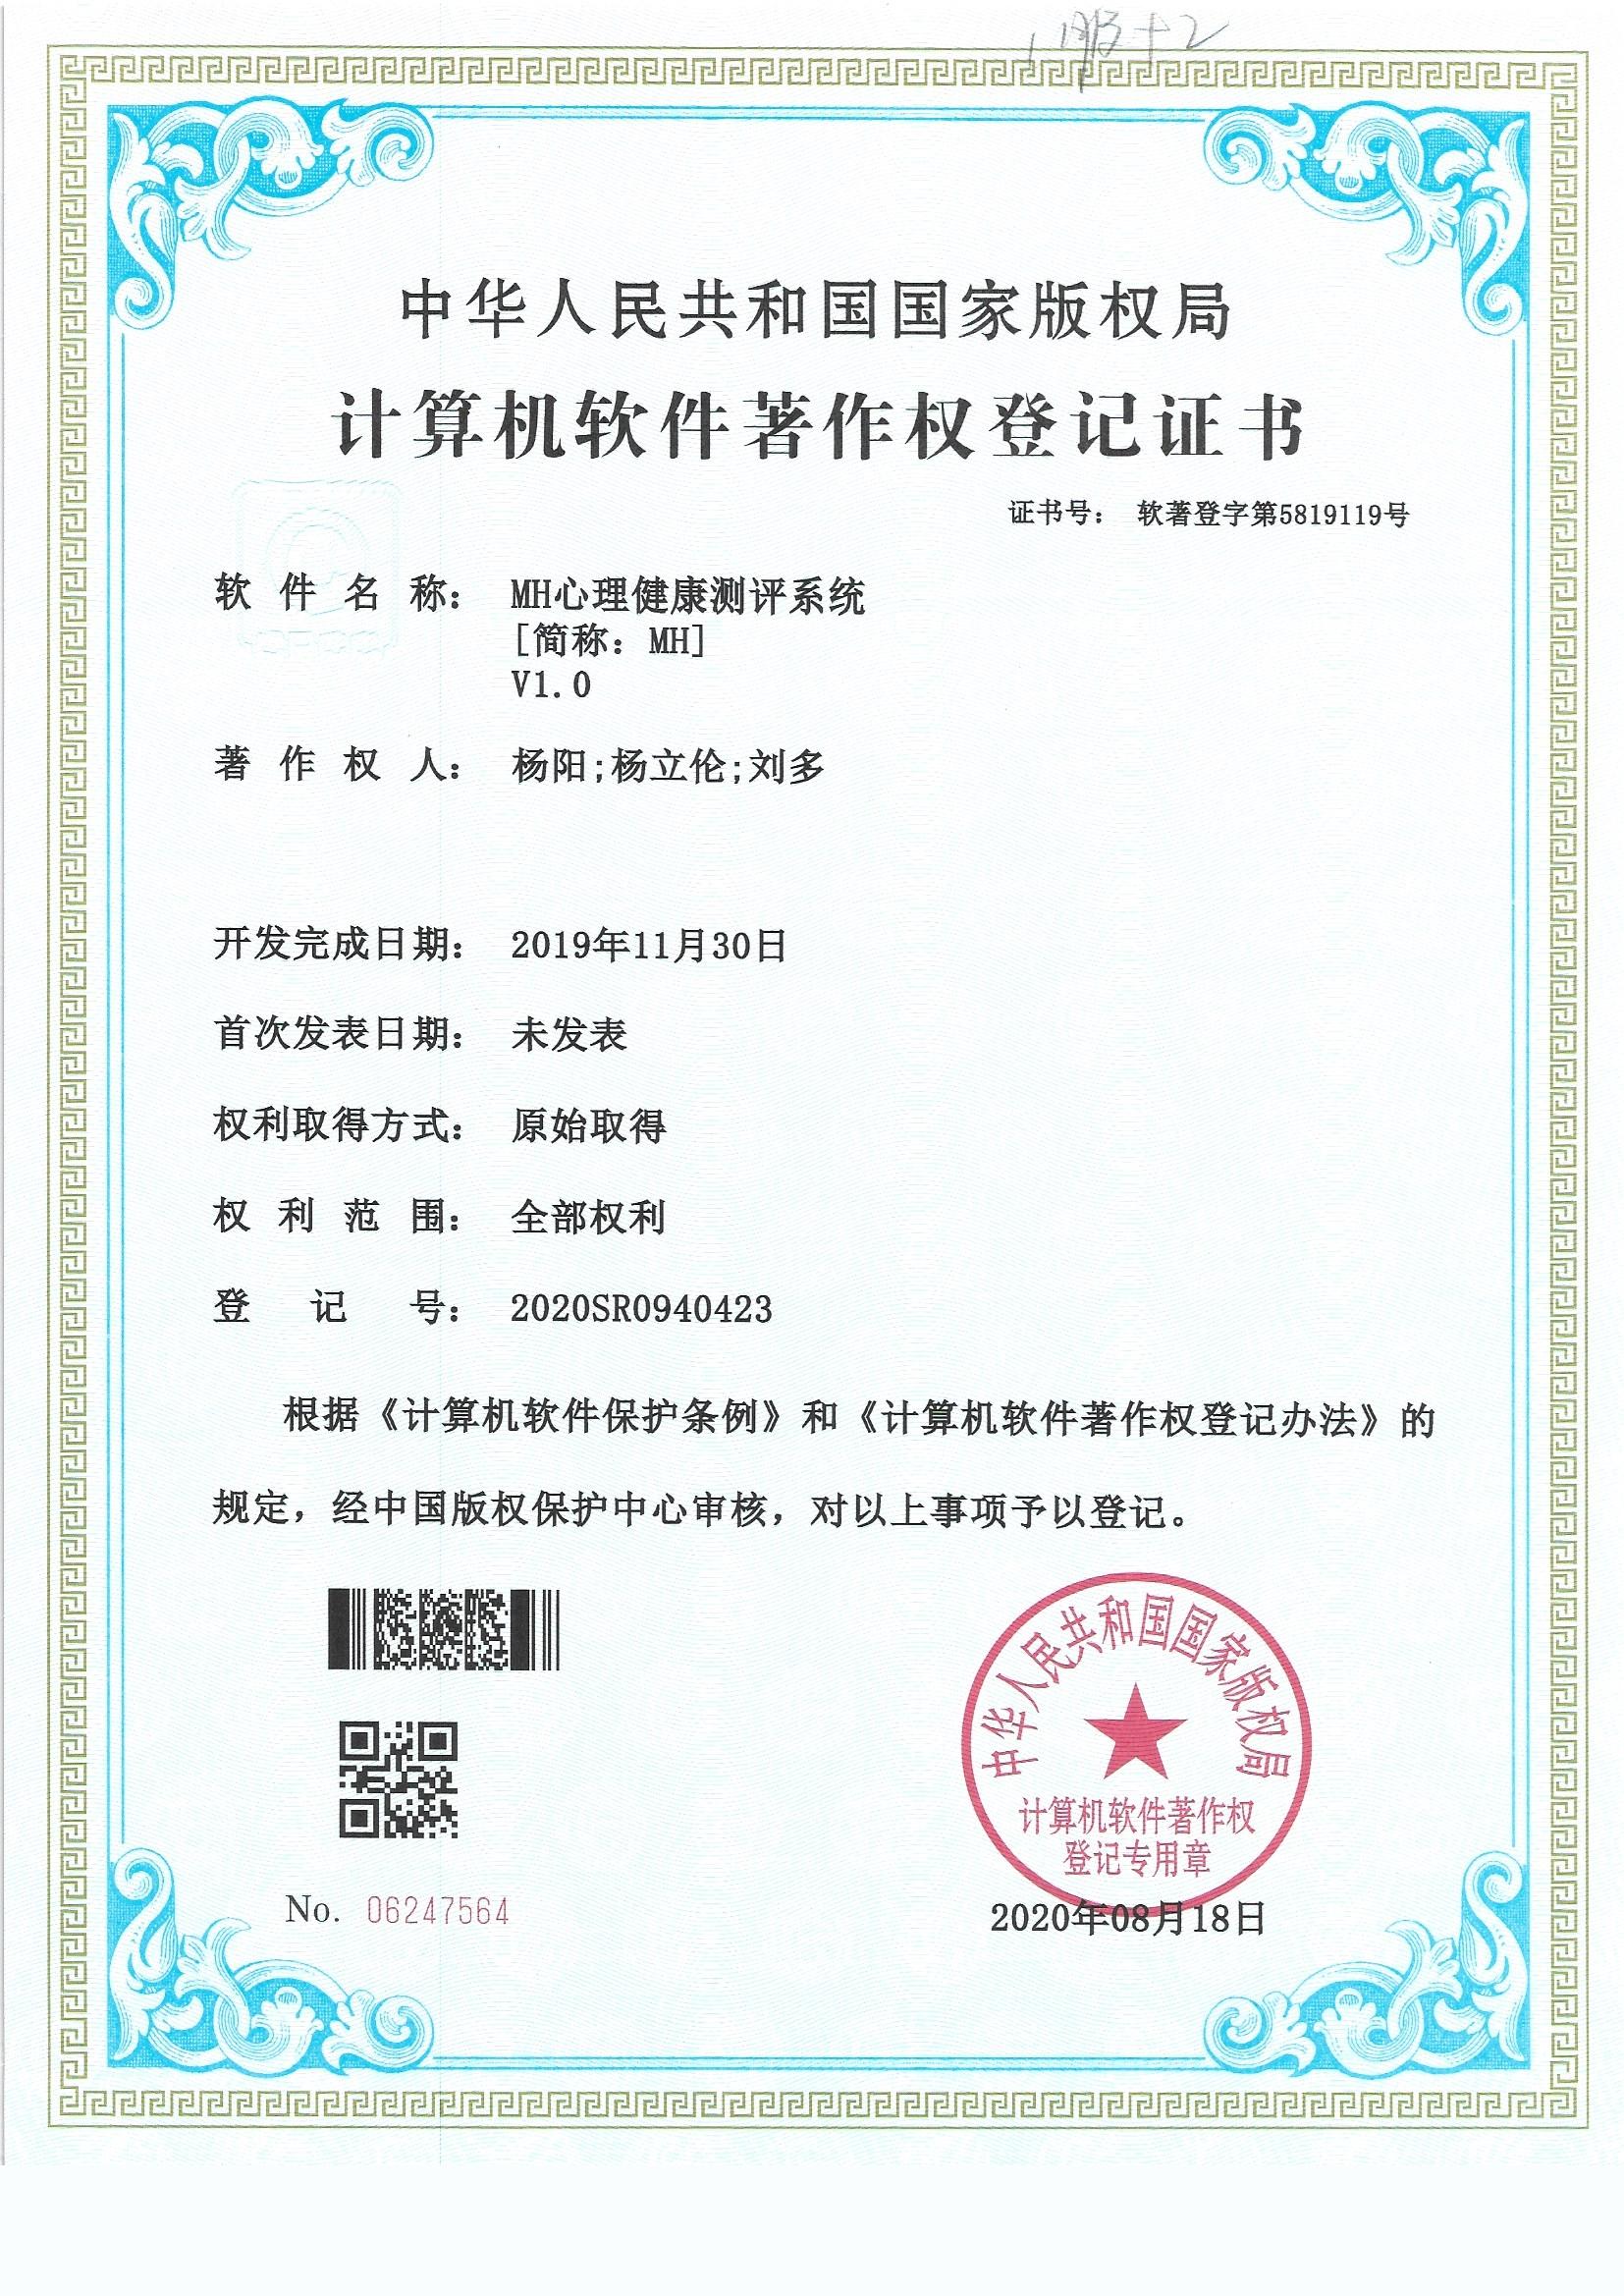 中华人民共和国国家版权局
计算机软件著作权登记证书
证书号： 软著登字第5819119号
软件名称： MH心理健康测评系统
[简称：MH]
V1.0
著作权人： 杨阳;杨立伦;刘多
开发完成日期： 2019年11月30日
首次发表日期： 未发表
权利取得方式： 原始取得
权利范围： 全部权利
登记号： 2020SR0940423
根据《计算机软件保护条例》和《计算机软件著作权登记办法》的
规定，经中国版权保护中心审核，对以上事项予以登记。
中华人民共和国国家版权局
计算机软件著作权
登记专用章
No. 06247564
2020年08月18日